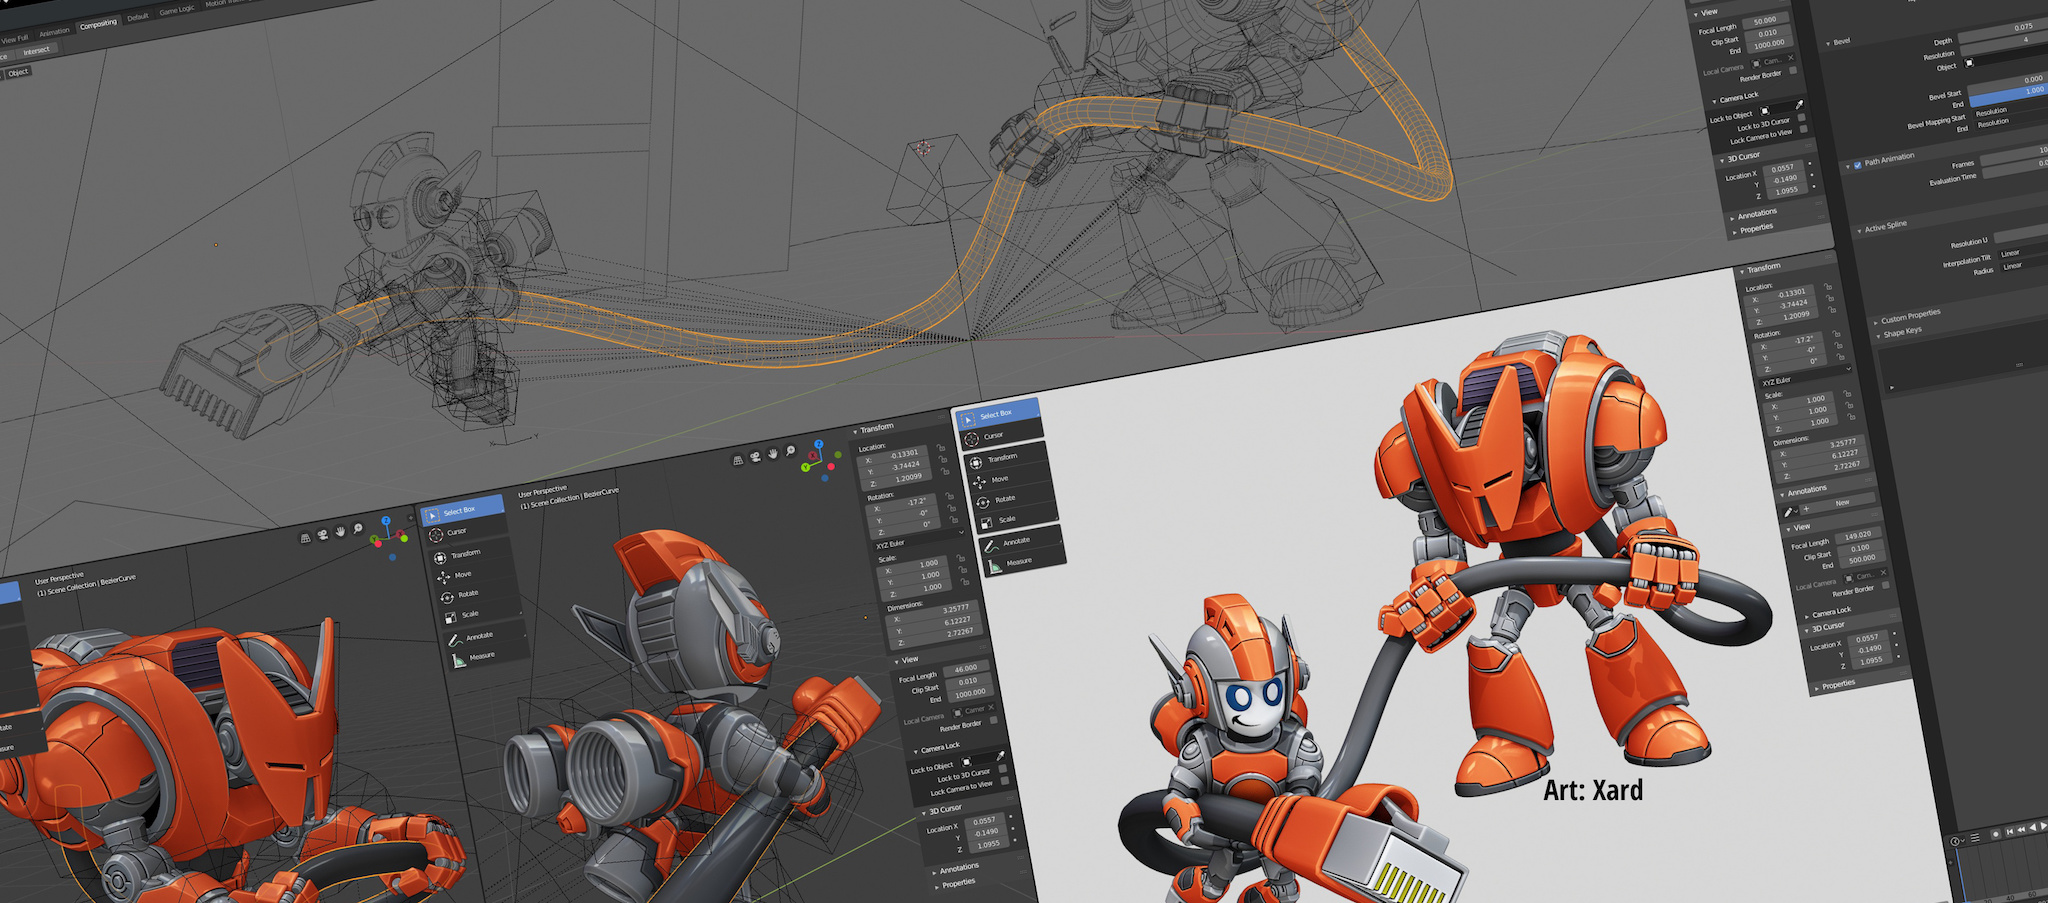 View Full
Animation
Compositing
Default
Game Logic
Intersect
Object
View
Focal Length 50.000
Clip Start 0.010
End 1000.000
Local Camera Cam..
Render Border
Camera Lock
Lock to Object
Lock to 3D Cursor
Lock Camera to View
3D Cursor
Location X 0.0557
Y -0.1490
Z 1.0955
Annotations
Properties
Bevel
Depth 0.075
Resolution 4
Object
0.000
Bevel Start 1.000
End
Bevel Mapping Start Resolution
End Resolution
Path Animation
Frames
Evaluation Time
Active Spline
Resolution U
Interpolation Tilt Linear
Radius Linear
Custom Properties
Shape Keys
Transform
Location:
X: -0.13301
Y: -3.74424
Z: 1.20099
Rotation:
X: -17.2°
Y: -0°
Z: 0°
XYZ Euler
Scale:
X: 1.000
Y: 1.000
Z: 1.000
Dimensions:
X: 3.25777
Y: 6.12227
Z: 2.72267
Annotations
New
View
Focal Length 149.020
Clip Start 0.100
End 500.000
Local Camera Cam..
Render Border
Camera Lock
3D Cursor
Location X 0.0557
Y -0.1490
Z 1.0955
Properties
Select Box
Cursor
Transform
Move
Rotate
Scale
Annotate
Measure
Art: Xard
Transform
Location:
X: -0.13301
Y: -3.74424
Z: 1.20099
Rotation:
X: -17.2°
Y: -0°
Z: 0°
XYZ Euler
Scale:
X: 1.000
Y: 1.000
Z: 1.000
Dimensions:
X: 3.25777
Y: 6.12227
Z: 2.72267
View
Focal Length 46.000
Clip Start 0.010
End 1000.000
Local Camera Camer
Render Border
Camera Lock
Lock to Object
Lock to 3D Cursor
Lock Camera to View
3D Cursor
Location X 0.0557
Y -0.1490
Z 1.0955
Annotations
Properties
User Perspective
(1) Scene Collection | BezierCurve
Select Box
Cursor
Transform
Move
Rotate
Scale
Annotate
Measure
User Perspective
(1) Scene Collection | BezierCurve